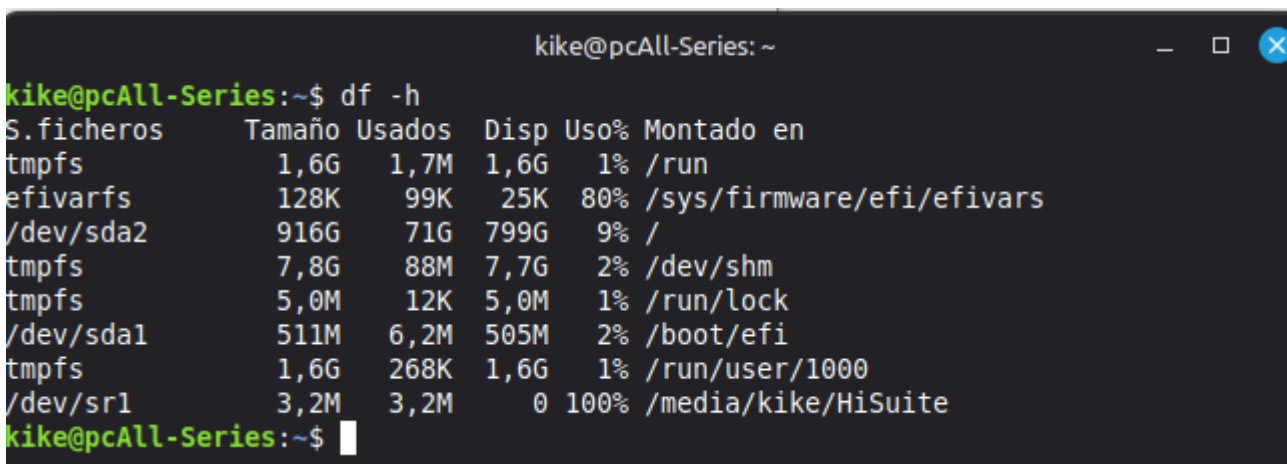 kike@pcAll-Series: ~
kike@pcAll-Series:~$ df -h
S.ficheros     Tamaño Usados  Disp Uso% Montado en
tmpfs            1,6G   1,7M  1,6G   1% /run
efivarfs         128K    99K   25K  80% /sys/firmware/efi/efivars
/dev/sda2        916G    71G  799G   9% /
tmpfs            7,8G    88M  7,7G   2% /dev/shm
tmpfs            5,0M    12K  5,0M   1% /run/lock
/dev/sda1        511M   6,2M  505M   2% /boot/efi
tmpfs            1,6G   268K  1,6G   1% /run/user/1000
/dev/sr1         3,2M   3,2M     0 100% /media/kike/HiSuite
kike@pcAll-Series:~$